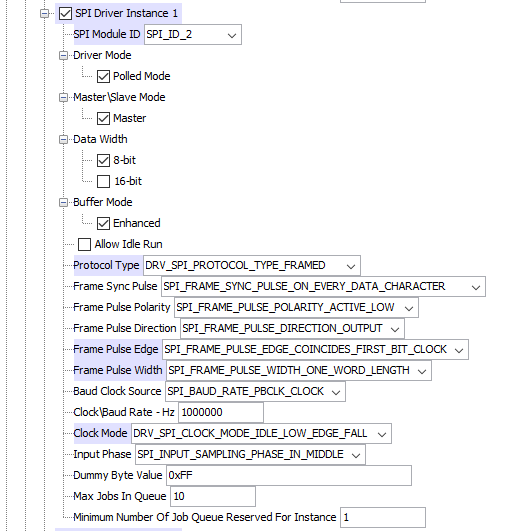 SPI Driver Instance 1
SPI Module ID SPI_ID_2
Driver Mode
Polled Mode
Master\Slave Mode
Master
Data Width
8-bit
16-bit
Buffer Mode
Enhanced
Allow Idle Run
Protocol Type DRV_SPI_PROTOCOL_TYPE_FRAMED
Frame Sync Pulse SPI_FRAME_SYNC_PULSE_ON_EVERY_DATA_CHARACTER
Frame Pulse Polarity SPI_FRAME_PULSE_POLARITY_ACTIVE_LOW
Frame Pulse Direction SPI_FRAME_PULSE_DIRECTION_OUTPUT
Frame Pulse Edge SPI_FRAME_PULSE_EDGE_COINCIDES_FIRST_BIT_CLOCK
Frame Pulse Width SPI_FRAME_PULSE_WIDTH_ONE_WORD_LENGTH
Baud Clock Source SPI_BAUD_RATE_PBCLK_CLOCK
Clock\Baud Rate - Hz 1000000
Clock Mode DRV_SPI_CLOCK_MODE_IDLE_LOW_EDGE_FALL
Input Phase SPI_INPUT_SAMPLING_PHASE_IN_MIDDLE
Dummy Byte Value 0xFF
Max Jobs In Queue 10
Minimum Number Of Job Queue Reserved For Instance 1